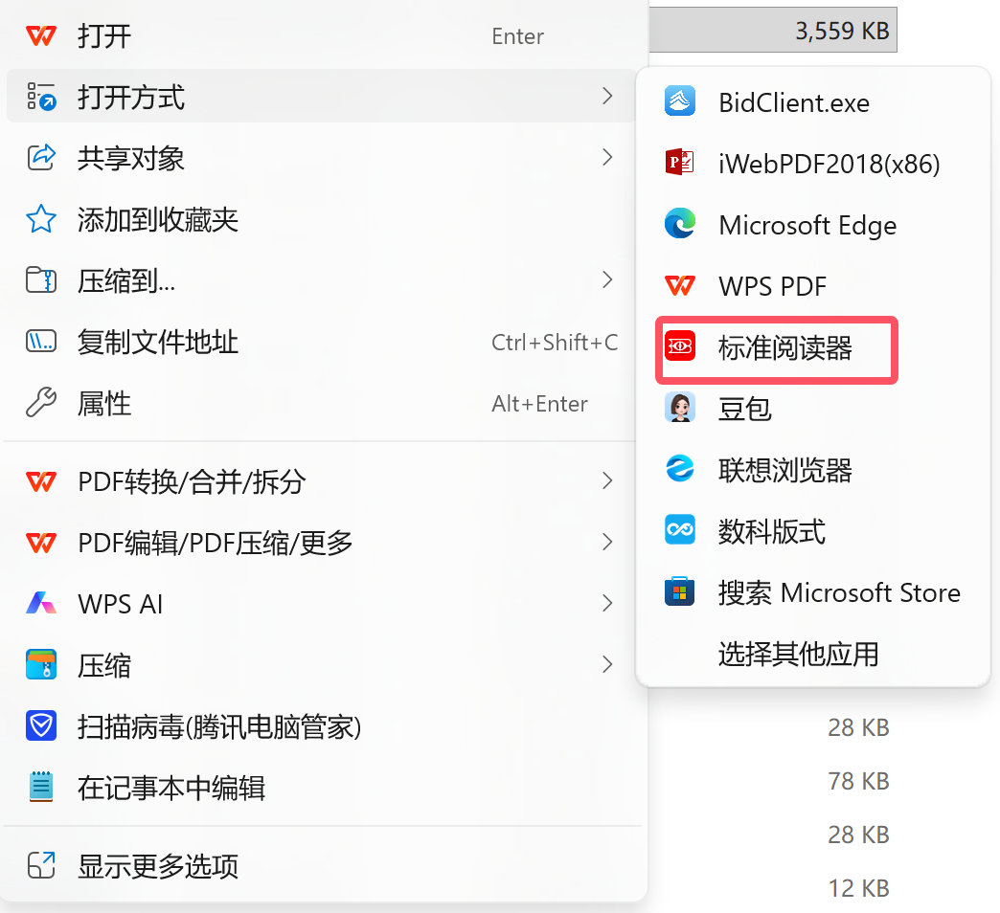 打开 Enter
打开方式
共享对象
添加到收藏夹
压缩到...
复制文件地址 Ctrl+Shift+C
属性 Alt+Enter
PDF转换/合并/拆分
PDF编辑/PDF压缩/更多
WPS AI
压缩
扫描病毒(腾讯电脑管家)
在记事本中编辑
显示更多选项
3,559 KB
BidClient.exe
iWebPDF2018(x86)
Microsoft Edge
WPS PDF
标准阅读器
豆包
联想浏览器
数科版式
搜索 Microsoft Store
选择其他应用
28 KB
78 KB
28 KB
12 KB